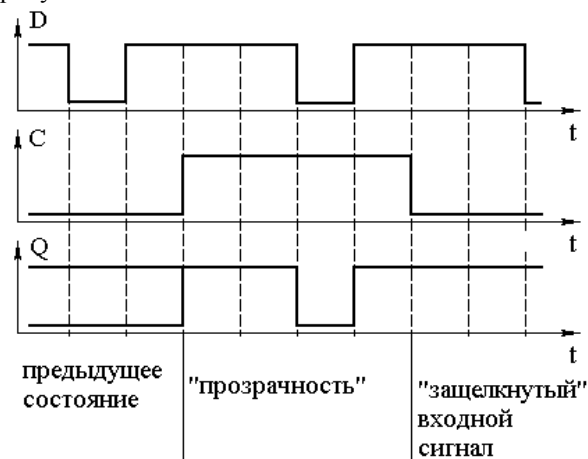 D
t
C
t
Q
t
предыдущее
состояние
"прозрачность"
"защелкнутый"
входной
сигнал